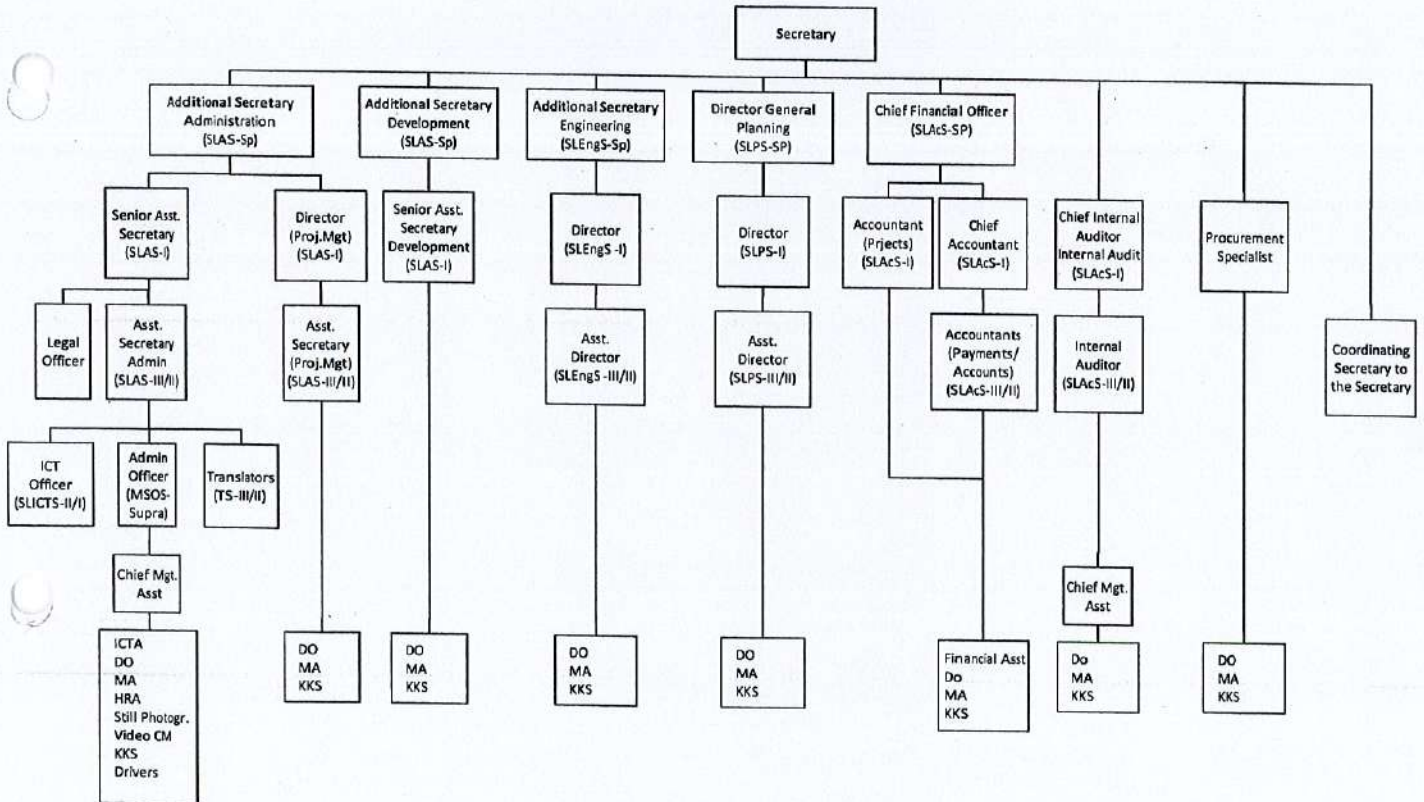 Secretary
Additional Secretary
Administration
(SLAS-Sp)
Additional Secretary
Development
(SLAS-Sp)
Additional Secretary
Engineering
(SLEngS-Sp)
Director General
Planning
(SLPS-SP)
Chief Financial Officer
(SLAcS-SP)
Senior Asst.
Secretary
(SLAS-I)
Director
(Proj.Mgt)
(SLAS-I)
Senior Asst.
Secretary
Development
(SLAS-I)
Director
(SLEngS -I)
Director
(SLPS-I)
Accountant
(Prjects)
(SLAcS-I)
Chief
Accountant
(SLAcS-I)
Chief Internal
Auditor
Internal Audit
(SLAcS-I)
Procurement
Specialist
Legal
Officer
Asst.
Secretary
Admin
(SLAS-III/II)
Asst.
Secretary
(Proj.Mgt)
(SLAS-III/II)
Asst.
Director
(SLEngS -III/II)
Asst.
Director
(SLPS-III/II)
Accountants
(Payments/
Accounts)
(SLAcS-III/II)
Internal
Auditor
(SLAcS-III/II)
Coordinating
Secretary to
the Secretary
ICT
Officer
(SLICTS-II/I)
Admin
Officer
(MSOS-
Supra)
Translators
(TS-III/II)
Chief Mgt.
Asst
Chief Mgt.
Asst
ICTA
DO
MA
HRA
Still Photogr.
Video CM
KKS
Drivers
DO
MA
KKS
DO
MA
KKS
DO
MA
KKS
DO
MA
KKS
Financial Asst
Do
MA
KKS
Do
MA
KKS
DO
MA
KKS